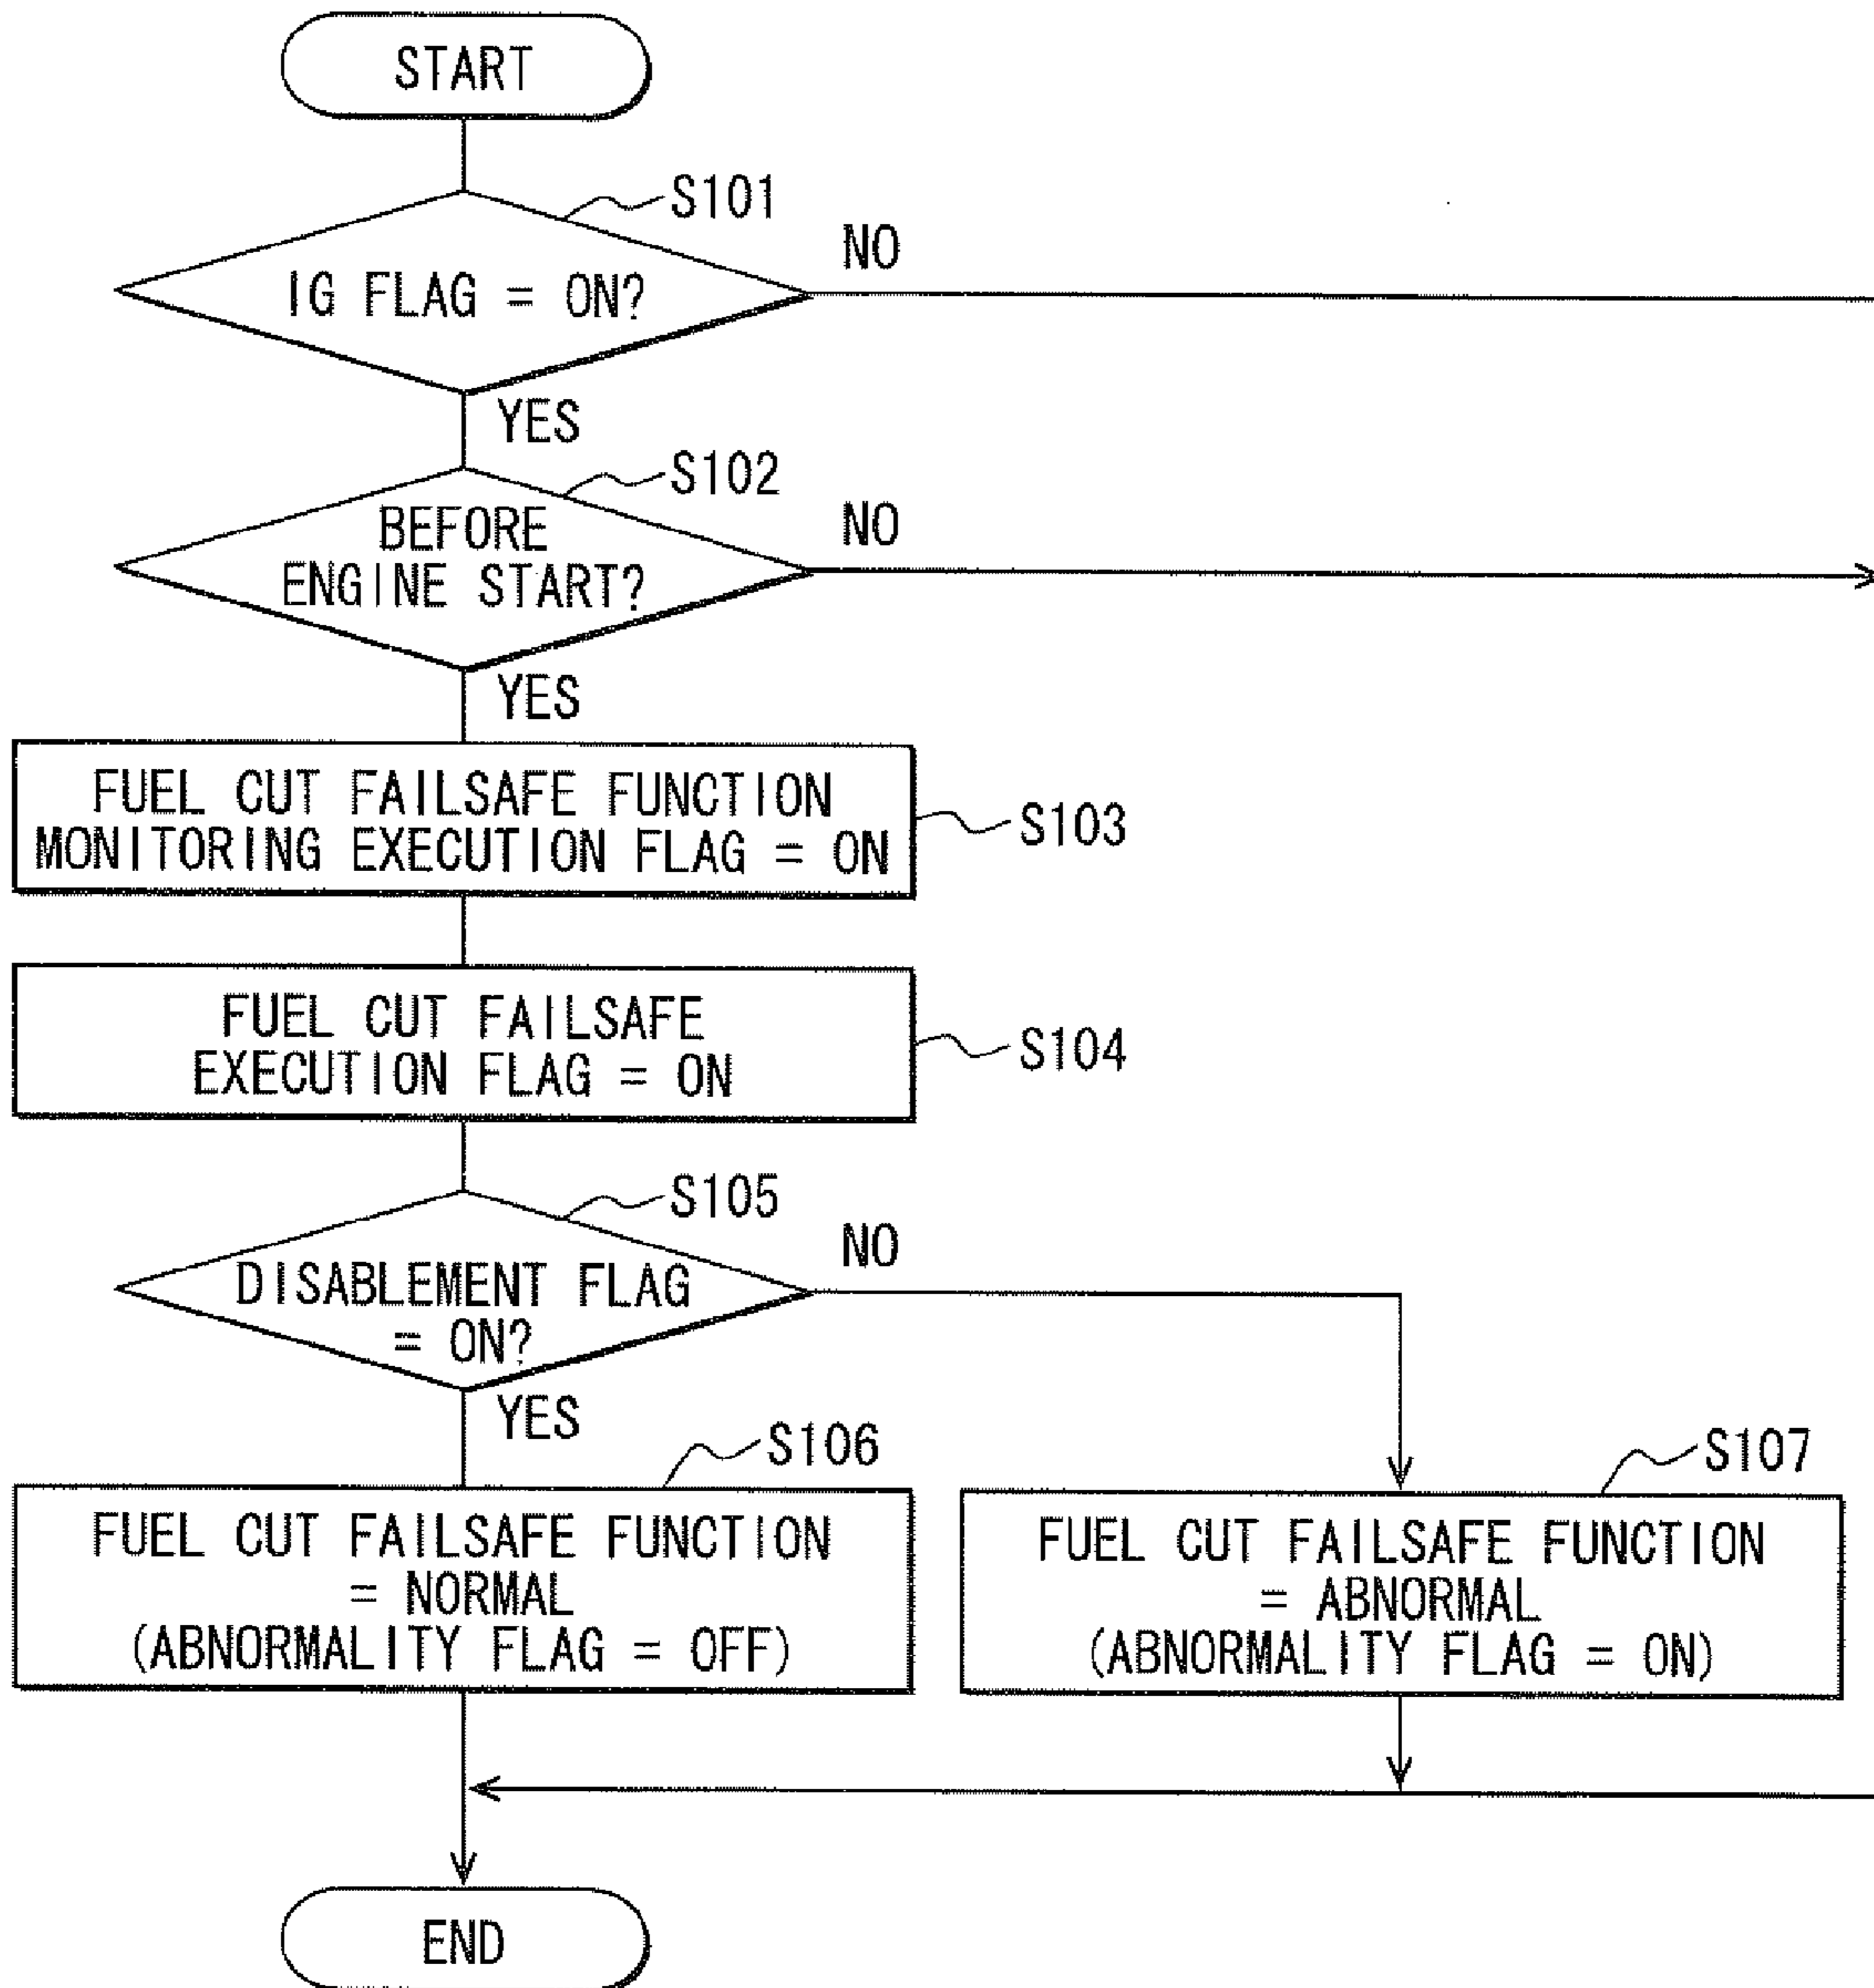 START
S101
IG FLAG = ON?
NO
YES
S102
BEFORE
ENGINE START?
NO
YES
FUEL CUT FAILSAFE FUNCTION
MONITORING EXECUTION FLAG = ON
S103
FUEL CUT FAILSAFE
EXECUTION FLAG = ON
S104
S105
DISABLEMENT FLAG
= ON?
NO
YES
S106
FUEL CUT FAILSAFE FUNCTION
= NORMAL
(ABNORMALITY FLAG = OFF)
S107
FUEL CUT FAILSAFE FUNCTION
= ABNORMAL
(ABNORMALITY FLAG = ON)
END